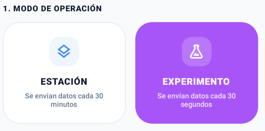 1. MODO DE OPERACIÓN
ESTACIÓN
Se envían datos cada 30
minutos
EXPERIMENTO
Se envían datos cada 30
segundos